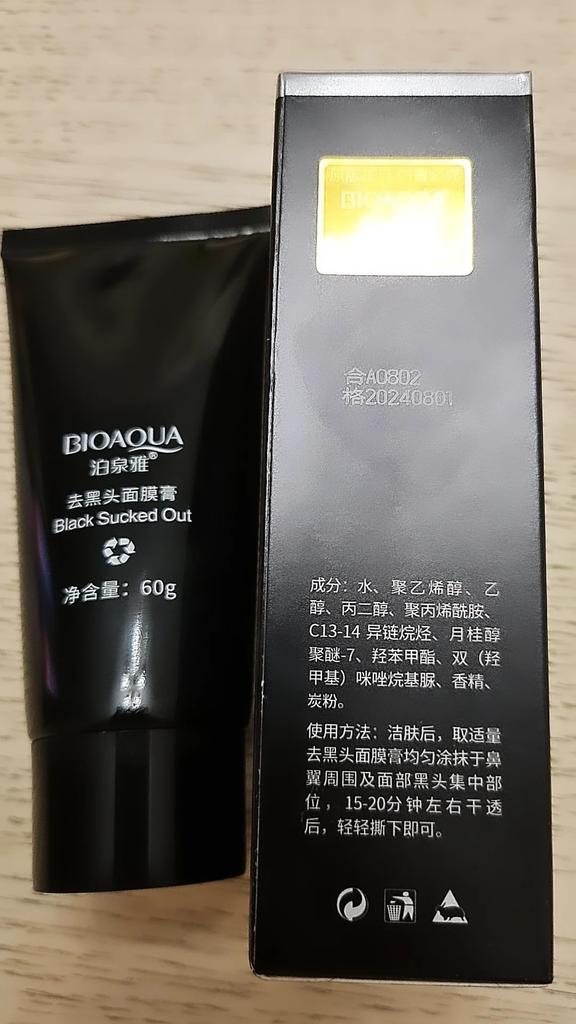 BIOAQUA
泊泉雅®
去黑头面膜膏
Black Sucked Out
净含量：60g
BIOAQUA
合A0802
格20240801
成分：水、聚乙烯醇、乙
醇、丙二醇、聚丙烯酰胺、
C13-14 异链烷烃、月桂醇
聚醚-7、羟苯甲酯、双（羟
甲基）咪唑烷基脲、香精、
炭粉。
使用方法：洁肤后，取适量
去黑头面膜膏均匀涂抹于鼻
翼周围及面部黑头集中部
位，15-20分钟左右干透
后，轻轻撕下即可。